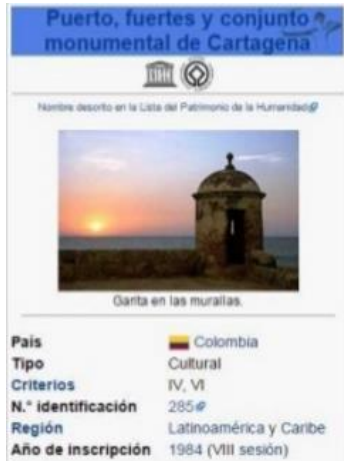 Puerto, fuertes y conjunto
monumental de Cartagena
Nombre descrito en la Lista del Patrimonio de la Humanidad
Garita en las murallas.
País Colombia
Tipo Cultural
Criterios IV, VI
N.° identificación 285
Región Latinoamérica y Caribe
Año de inscripción 1984 (VIII sesión)